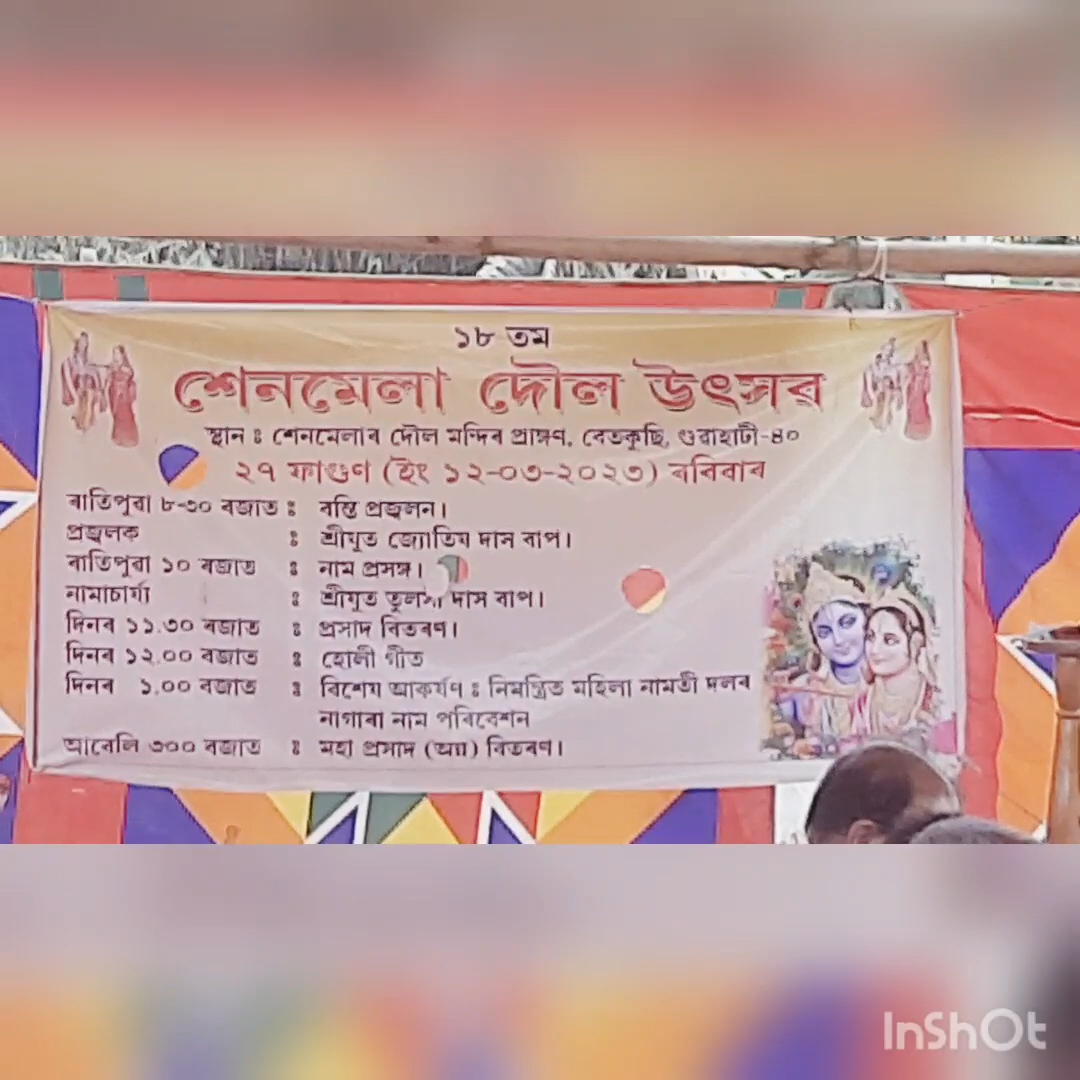 ১৮ তম
শেনমেলা দৌল উৎসৱ
স্থান ঃ শেনমেলাৰ দৌল মন্দিৰ প্ৰাঙ্গণ, বেতকুছি, গুৱাহাটী-৪০
২৭ ফাগুণ (ইং ১২-০৩-২০২৩) ৰবিবাৰ
ৰাতিপুৱা ৮-৩০ বজাত ঃ বন্তি প্ৰজ্বলন।
প্ৰজ্বলক ঃ শ্ৰীযুত জ্যোতিষ দাস বাপ।
ৰাতিপুৱা ১০ বজাত ঃ নাম প্ৰসঙ্গ।
নামাচাৰ্য্য ঃ শ্ৰীযুত দাস বাপ।
দিনৰ ১১.৩০ বজাত ঃ প্ৰসাদ বিতৰণ।
দিনৰ ১২.০০ বজাত ঃ হোলী গীত
দিনৰ ১.০০ বজাত ঃ বিশেষ আকৰ্ষণ ঃ নিমন্ত্ৰিত মহিলা নামতী দলৰ
নাগাৰা নাম পৰিবেশন
আবেলি ৩০০ বজাত ঃ মহা প্ৰসাদ (অন্ন) বিতৰণ।
InShOt